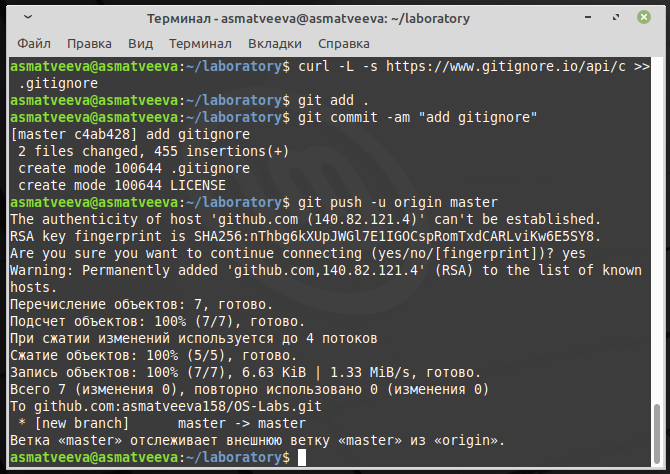 Терминал - asmatveeva@asmatveeva: ~/laboratory
Файл Правка Вид Терминал Вкладки Справка
asmatveeva@asmatveeva:~/laboratory$ curl -L -s https://www.gitignore.io/api/c >>
.gitignore
asmatveeva@asmatveeva:~/laboratory$ git add .
asmatveeva@asmatveeva:~/laboratory$ git commit -am "add gitignore"
[master c4ab428] add gitignore
2 files changed, 455 insertions(+)
create mode 100644 .gitignore
create mode 100644 LICENSE
asmatveeva@asmatveeva:~/laboratory$ git push -u origin master
The authenticity of host 'github.com (140.82.121.4)' can't be established.
RSA key fingerprint is SHA256:nThbg6kXUpJWGl7E1IGOCspRomTxdCARLviKw6E5SY8.
Are you sure you want to continue connecting (yes/no/[fingerprint])? yes
Warning: Permanently added 'github.com,140.82.121.4' (RSA) to the list of known
hosts.
Перечисление объектов: 7, готово.
Подсчет объектов: 100% (7/7), готово.
При сжатии изменений используется до 4 потоков
Сжатие объектов: 100% (5/5), готово.
Запись объектов: 100% (7/7), 6.63 KiB | 1.33 MiB/s, готово.
Всего 7 (изменения 0), повторно использовано 0 (изменений 0)
To github.com:asmatveeva158/OS-Labs.git
* [new branch] master -> master
Ветка «master» отслеживает внешнюю ветку «master» из «origin».
asmatveeva@asmatveeva:~/laboratory$